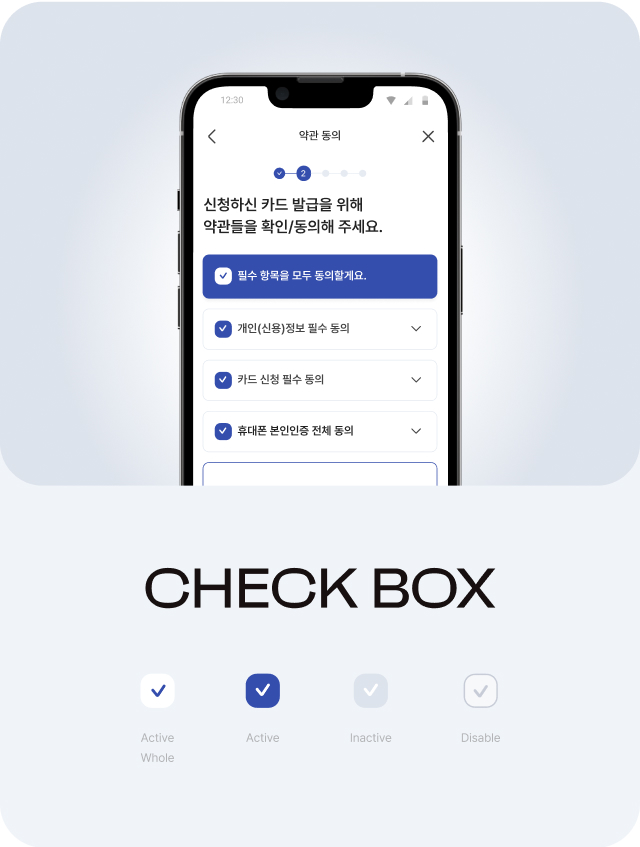 12:30
약관 동의
2
신청하신 카드 발급을 위해
약관들을 확인/동의해 주세요.
필수 항목을 모두 동의할게요.
개인(신용)정보 필수 동의
카드 신청 필수 동의
휴대폰 본인인증 전체 동의
CHECK BOX
Active
Whole
Active
Inactive
Disable